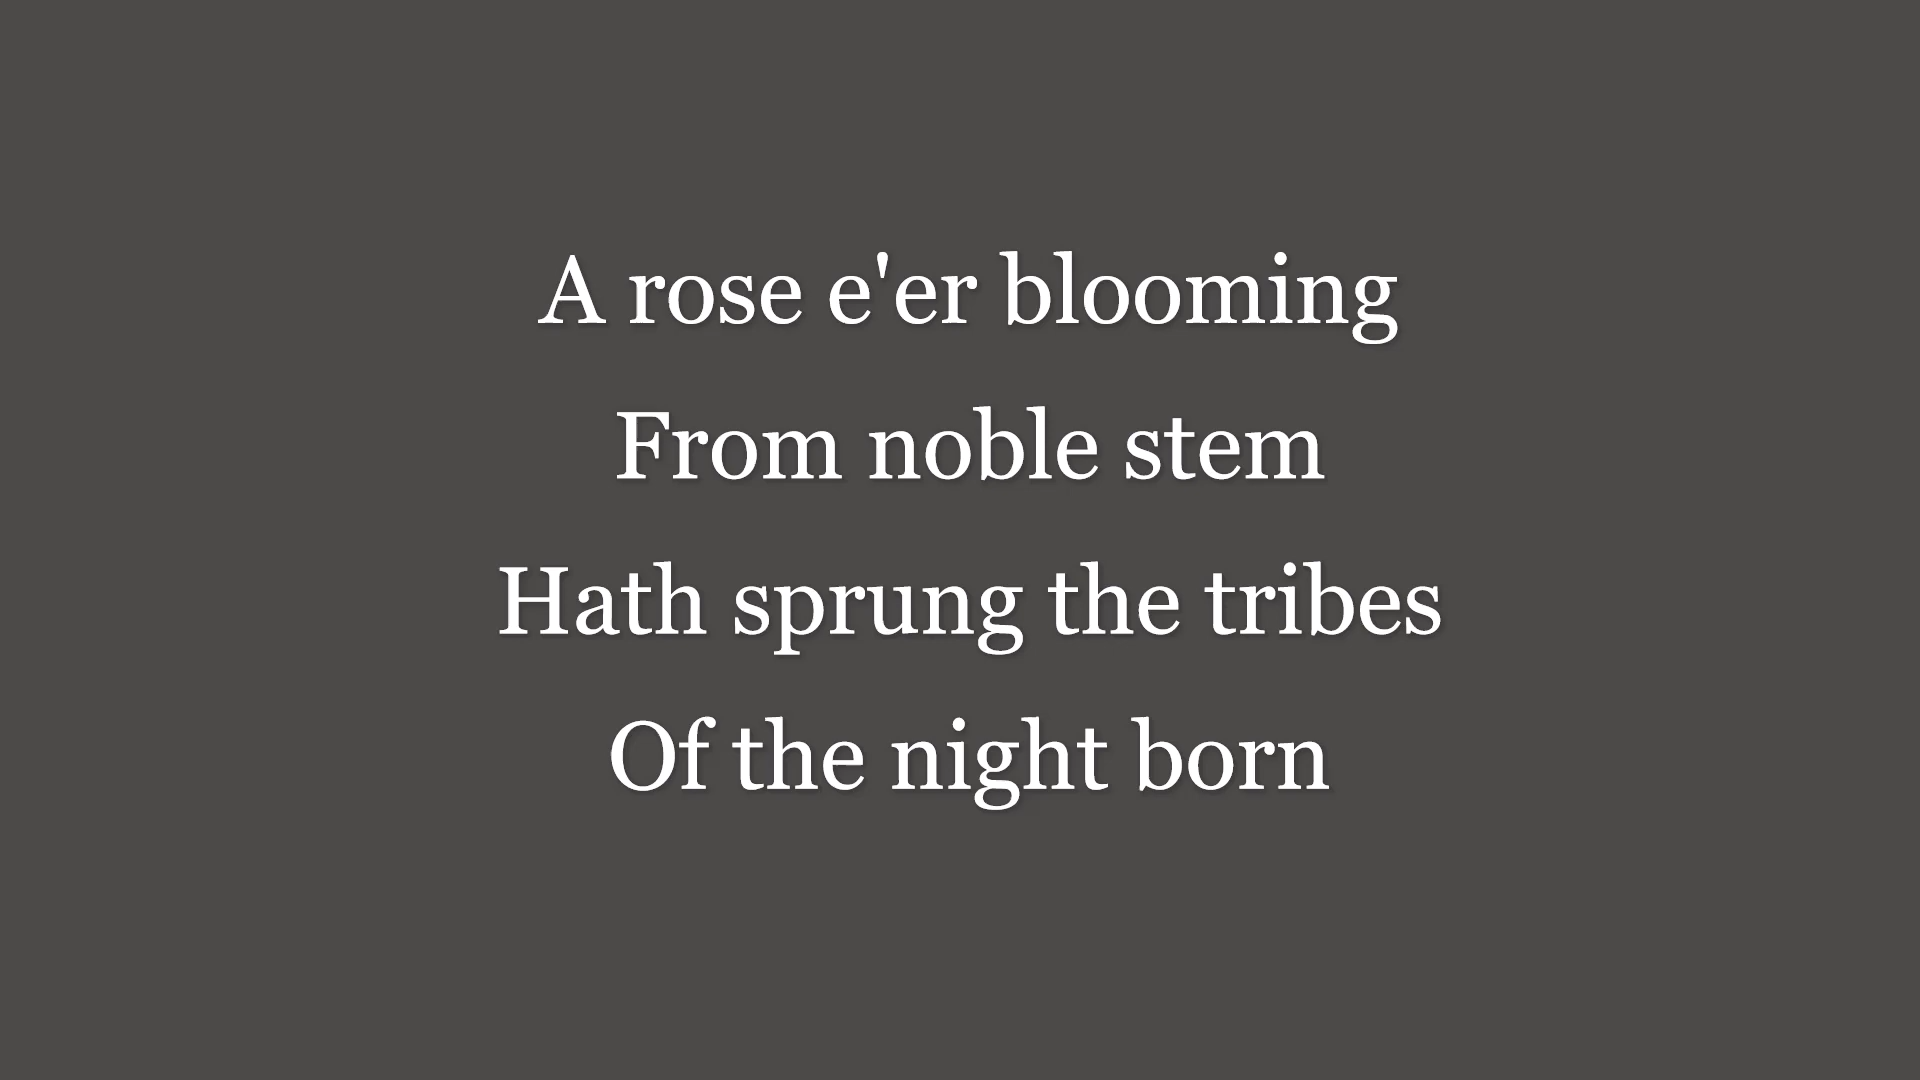 A rose e'er blooming
From noble stem
Hath sprung the tribes
Of the night born